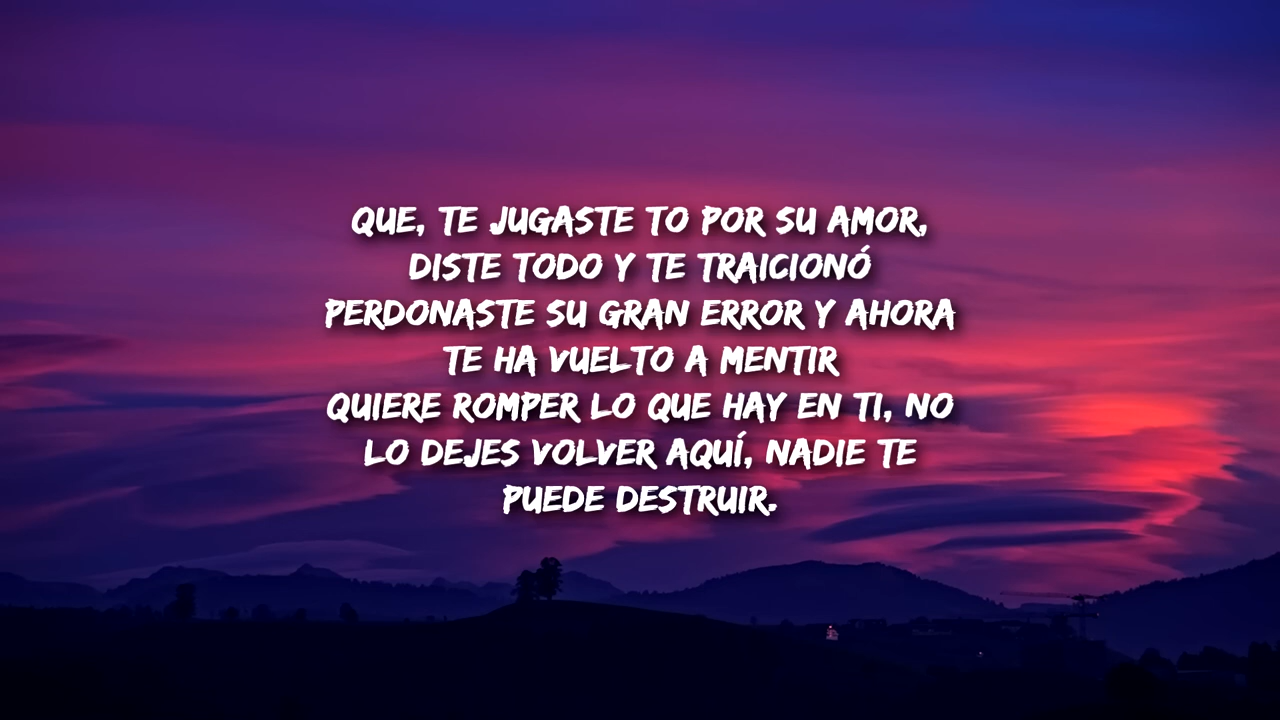 QUE, TE JUGASTE TO POR SU AMOR,
DISTE TODO Y TE TRAICIONÓ
PERDONASTE SU GRAN ERROR Y AHORA
TE HA VUELTO A MENTIR
QUIERE ROMPER LO QUE HAY EN TI, NO
LO DEJES VOLVER AQUÍ, NADIE TE
PUEDE DESTRUIR.